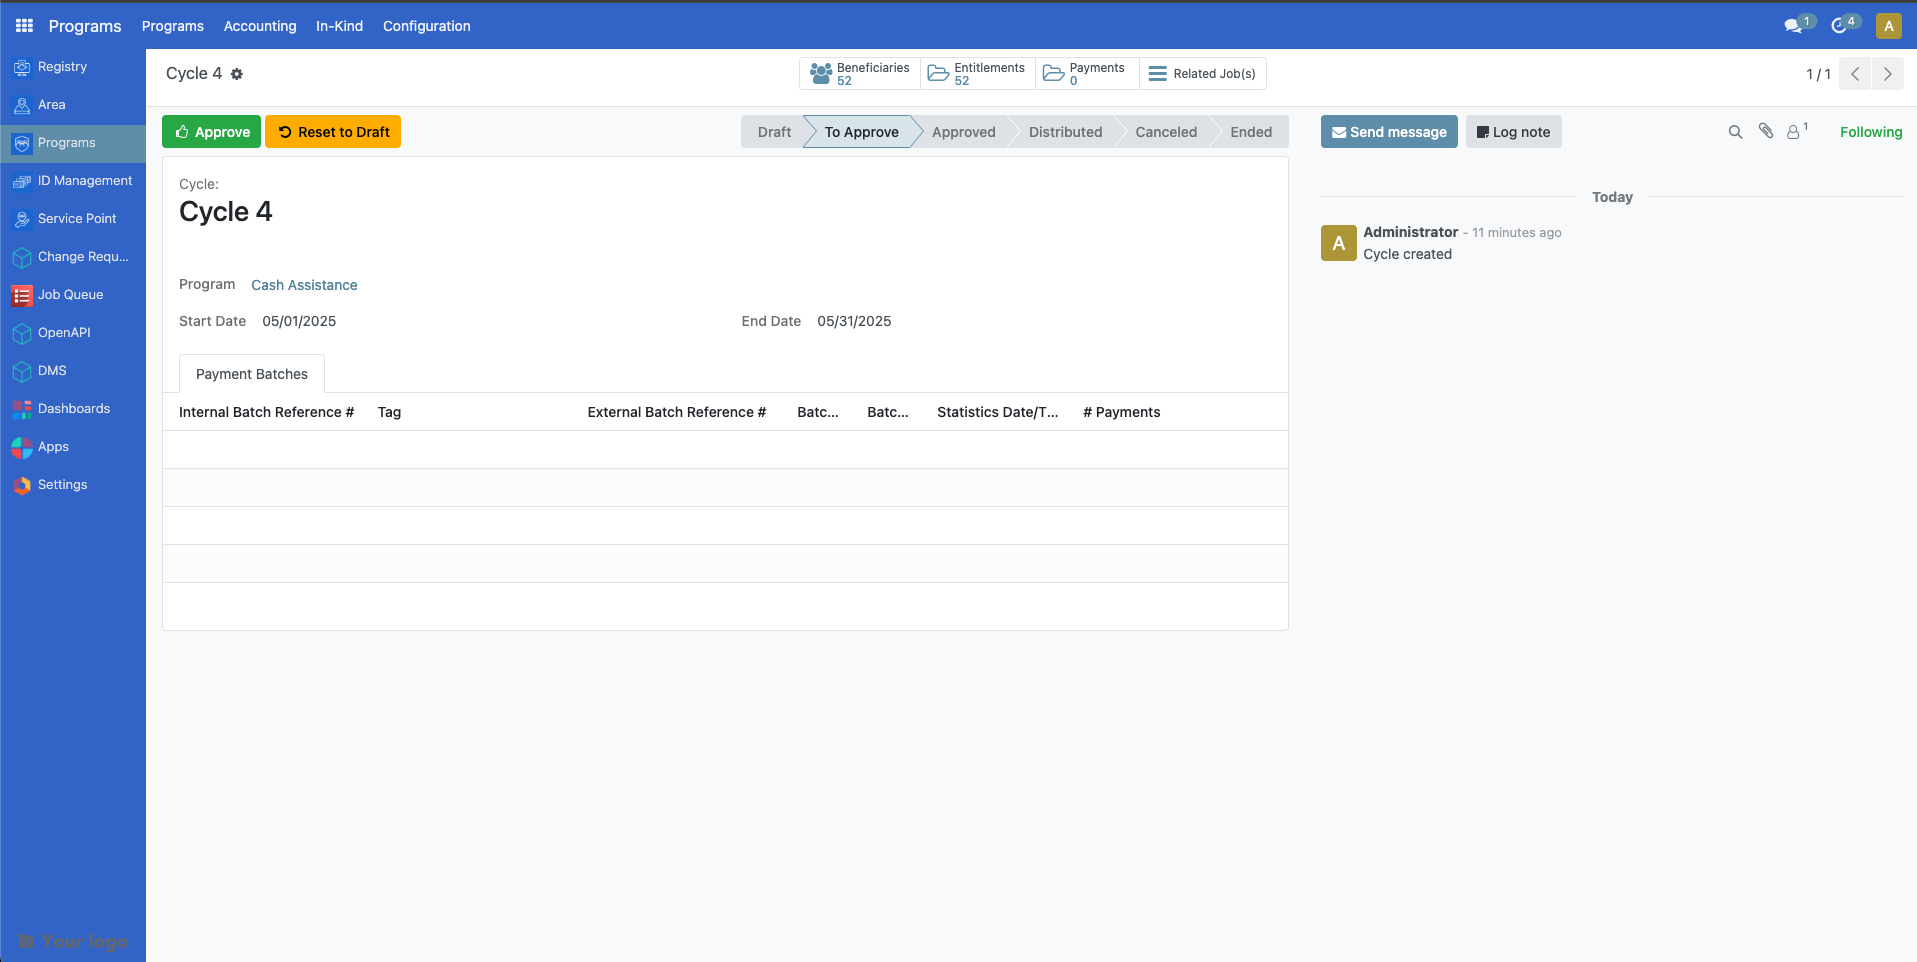 Programs Programs Accounting In-Kind Configuration 1 4 A
Registry
Area
Programs
ID Management
Service Point
Change Requ...
Job Queue
OpenAPI
DMS
Dashboards
Apps
Settings
Your logo
Cycle 4
Beneficiaries 52
Entitlements 52
Payments 0
Related Job(s)
1 / 1
Approve Reset to Draft
Draft To Approve Approved Distributed Canceled Ended
Cycle:
Cycle 4
Program Cash Assistance
Start Date 05/01/2025 End Date 05/31/2025
Payment Batches
Internal Batch Reference # Tag External Batch Reference # Batc... Batc... Statistics Date/T... # Payments
Send message Log note 1 Following
Today
A
Administrator - 11 minutes ago
Cycle created